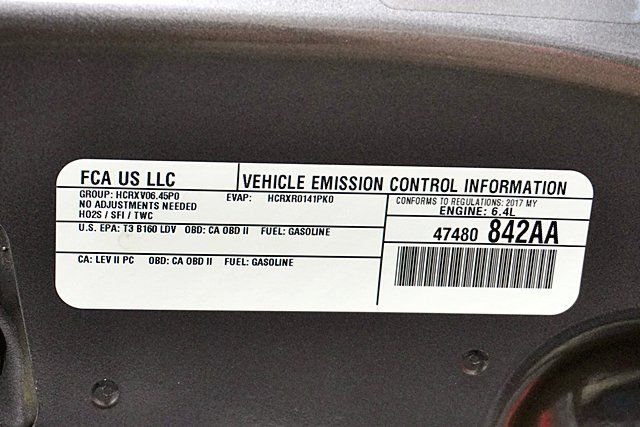 FCA US LLC
VEHICLE EMISSION CONTROL INFORMATION
GROUP: HCRXV06.45P0 EVAP: HCRXR0141PK0
NO ADJUSTMENTS NEEDED
HO2S / SFI / TWC
U.S. EPA: T3 B160 LDV OBD: CA OBD II FUEL: GASOLINE
CA: LEV II PC OBD: CA OBD II FUEL: GASOLINE
CONFORMS TO REGULATIONS: 2017 MY
ENGINE: 6.4L
47480 842AA